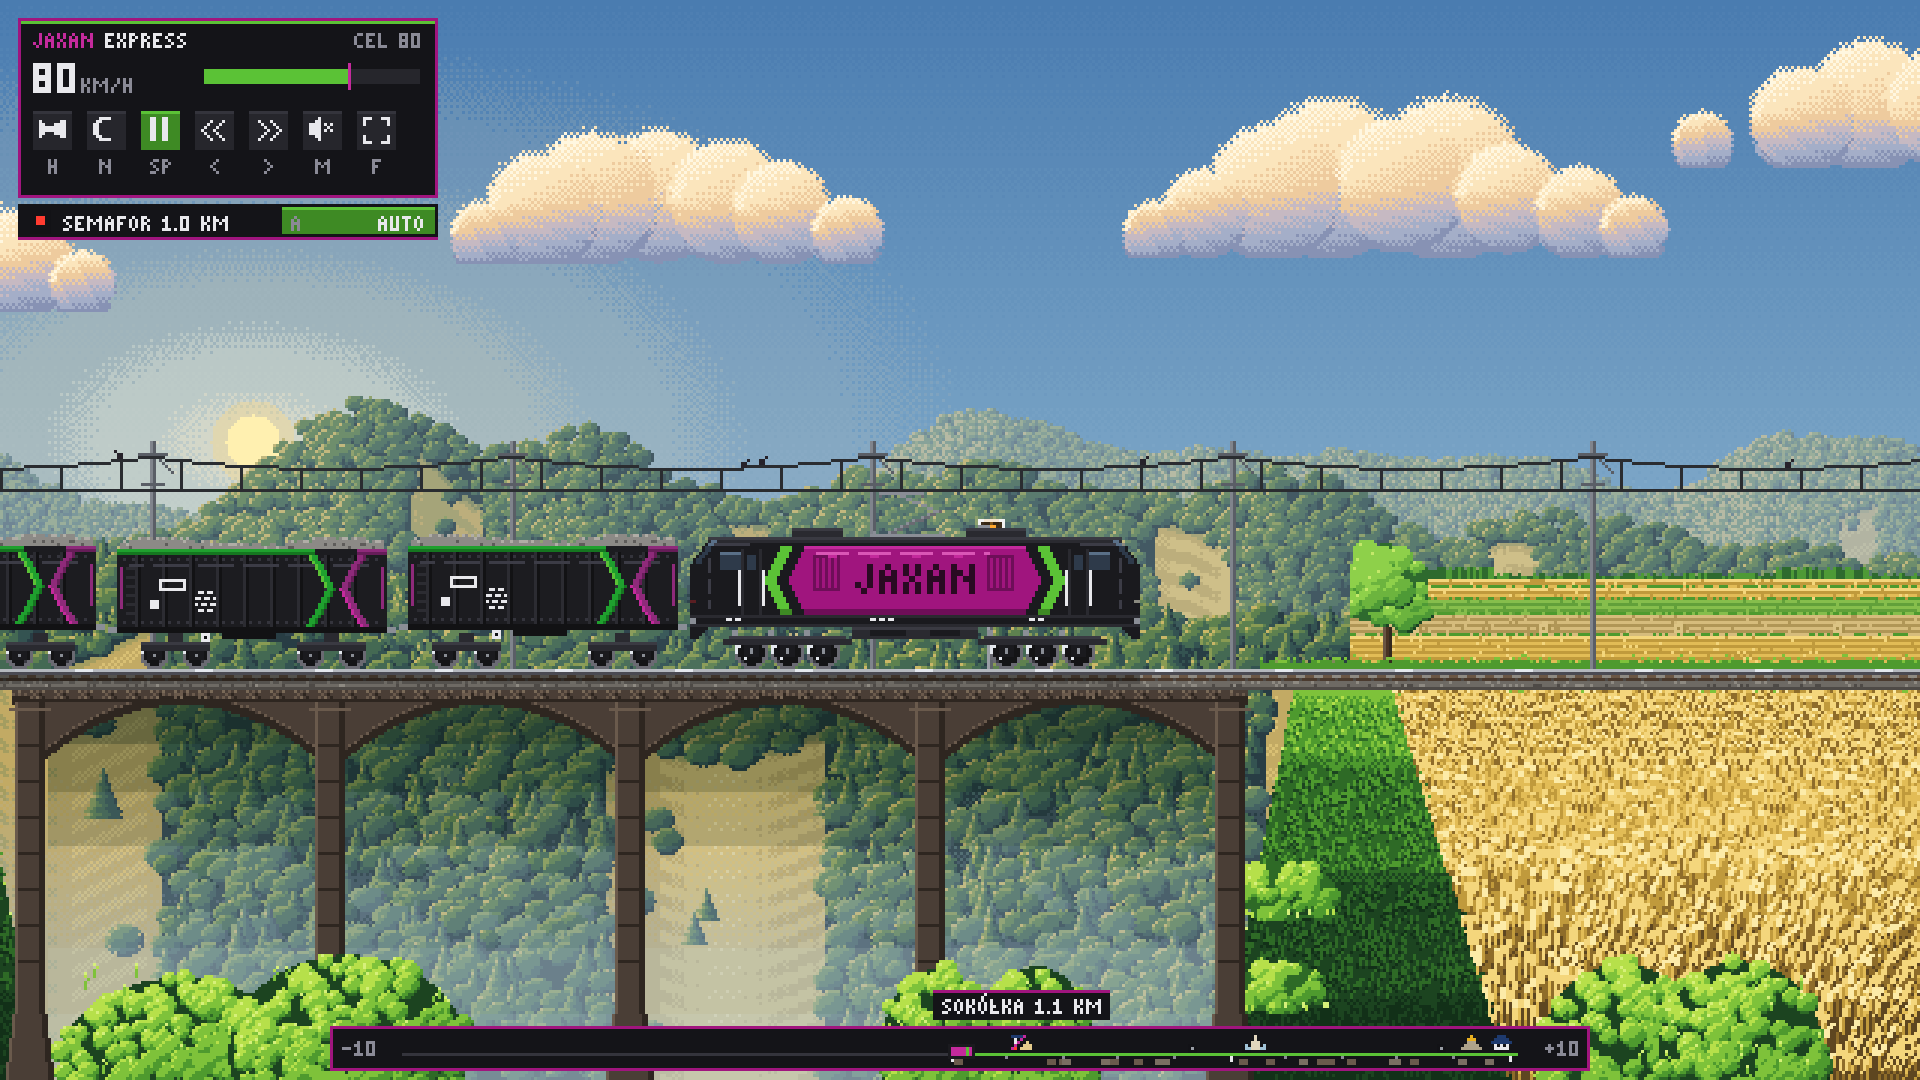 JAXAN EXPRESS CEL 80
80 KM/H
H N SP < > M F
SEMAFOR 1.0 KM A AUTO
JAXAN
SOKÓŁKA 1.1 KM
-10 +10